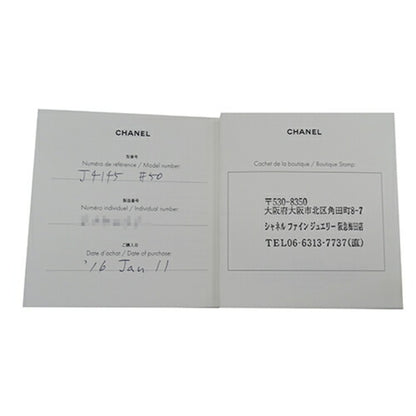 CHANEL
型番号
Numéro de référence / Model number:
J4145 #50
製品番号
Numéro individuel / Individual number:
ご購入日
Date d'achat / Date of purchase:
'16 Jan 11
CHANEL
Cachet de la boutique / Boutique Stamp:
〒530-8350
大阪府大阪市北区角田町8-7
シャネル ファイン ジュエリー 阪急梅田店
TEL06-6313-7737(直)